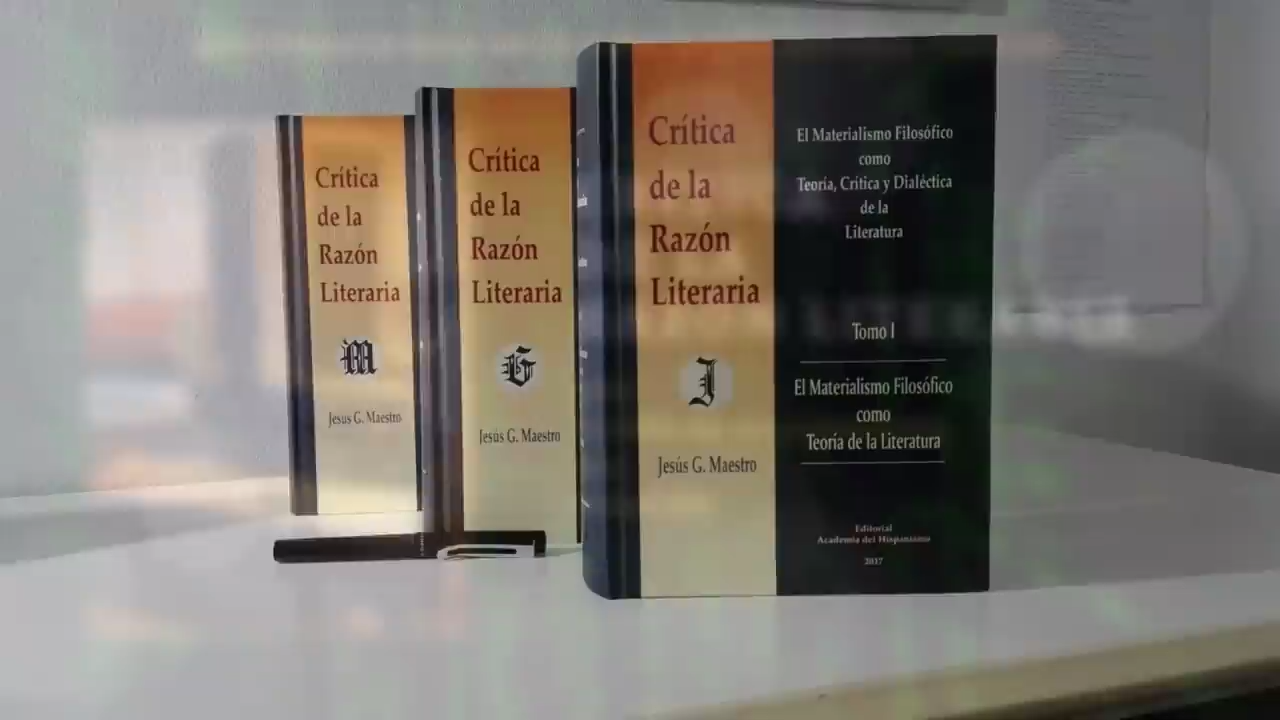 Crítica
de la
Razón
Literaria
M
Jesús G. Maestro
Crítica
de la
Razón
Literaria
G
Jesús G. Maestro
Crítica
de la
Razón
Literaria
J
Jesús G. Maestro
El Materialismo Filosófico
como
Teoría, Crítica y Dialéctica
de la
Literatura
Tomo I
El Materialismo Filosófico
como
Teoría de la Literatura
Editorial
Academia del Hispanismo
2017